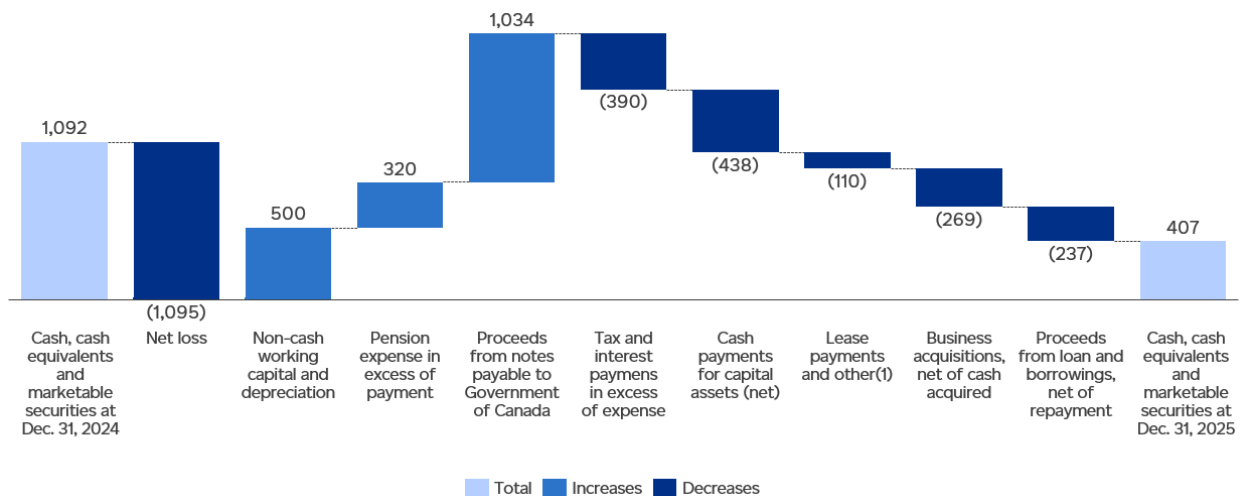 1,034
(390)
1,092
(438)
320
(110)
500
(269)
407
(237)
(1,095)
Cash, cash
equivalents
and
marketable
securities at
Dec. 31, 2024
Net loss
Non-cash
working
capital and
depreciation
Pension
expense in
excess of
payment
Proceeds
from notes
payable to
Government
of Canada
Tax and
interest
paymens
in excess
of expense
Cash
payments
for capital
assets (net)
Lease
payments
and other(1)
Business
acquisitions,
net of cash
acquired
Proceeds
from loan and
borrowings,
net of
repayment
Cash, cash
equivalents
and
marketable
securities at
Dec. 31, 2025
Total
Increases
Decreases